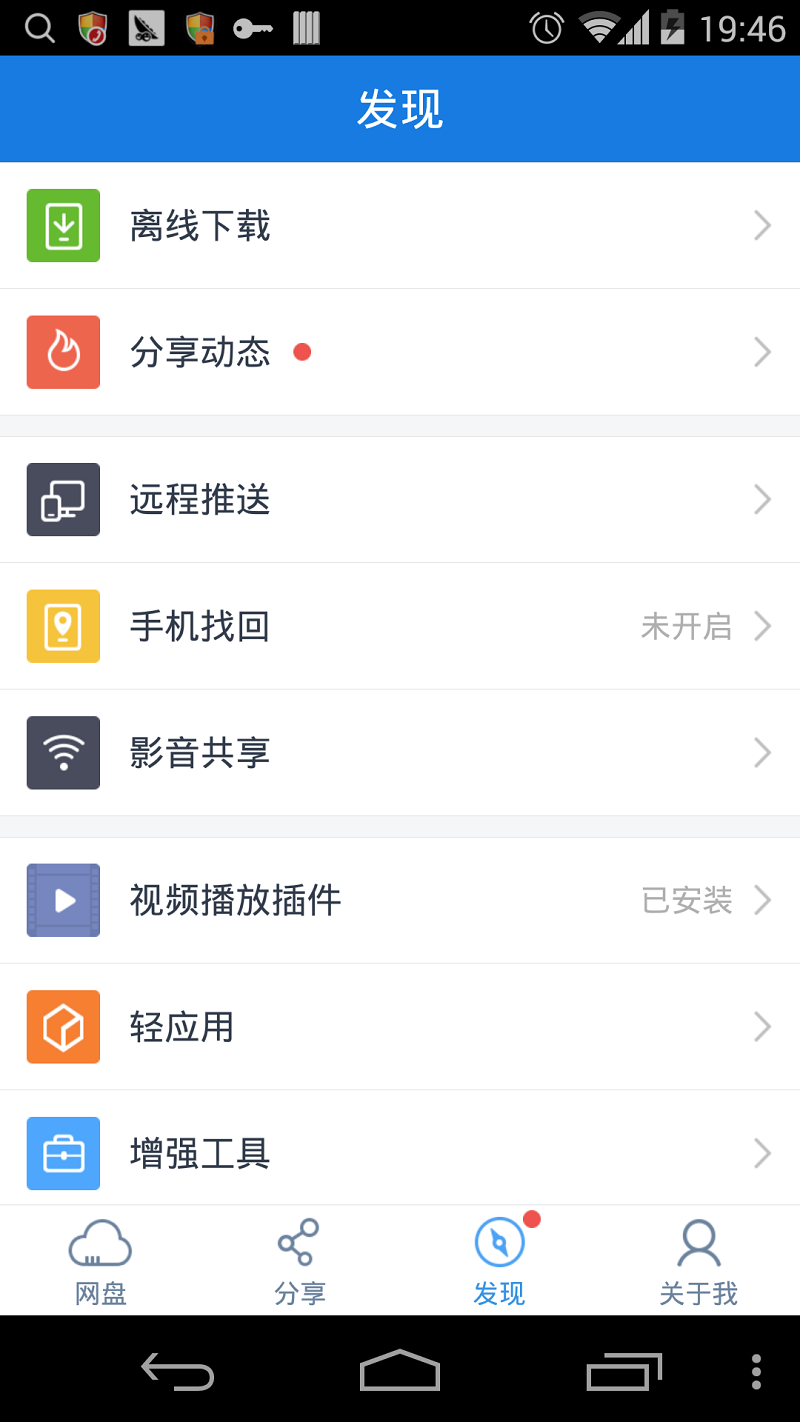 19:46
发现
离线下载
分享动态
远程推送
手机找回 未开启
影音共享
视频播放插件 已安装
轻应用
增强工具
网盘 分享 发现 关于我